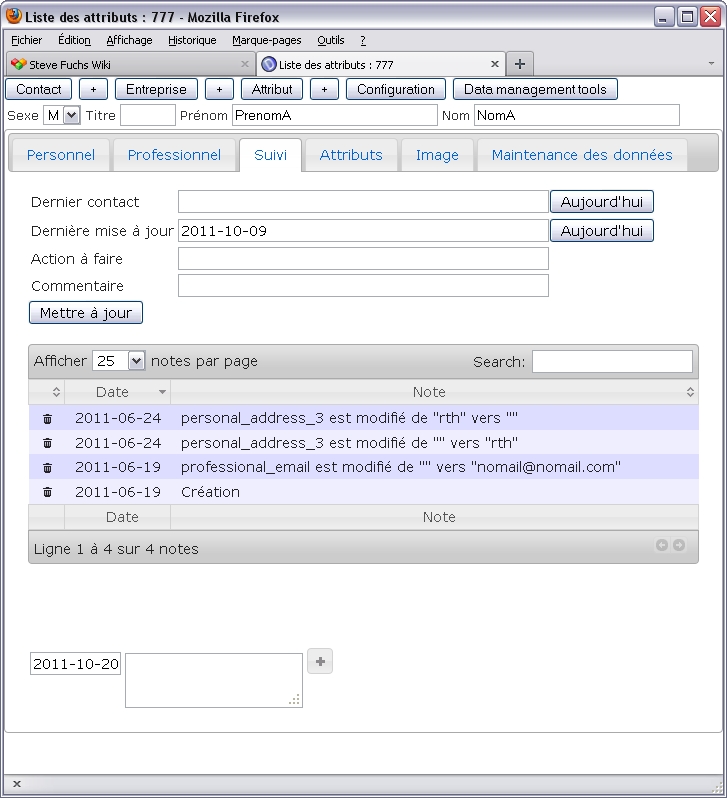 Liste des attributs : 777 - Mozilla Firefox
Fichier Édition Affichage Historique Marque-pages Outils ?
Steve Fuchs Wiki Liste des attributs : 777
Contact + Entreprise + Attribut + Configuration Data management tools
Sexe M Titre Prénom PrenomA Nom NomA
Personnel Professionnel Suivi Attributs Image Maintenance des données
Dernier contact Aujourd'hui
Dernière mise à jour 2011-10-09 Aujourd'hui
Action à faire
Commentaire
Mettre à jour
Afficher 25 notes par page Search:
Date Note
2011-06-24 personal_address_3 est modifié de "rth" vers ""
2011-06-24 personal_address_3 est modifié de "" vers "rth"
2011-06-19 professional_email est modifié de "" vers "nomail@nomail.com"
2011-06-19 Création
Date Note
Ligne 1 à 4 sur 4 notes
2011-10-20